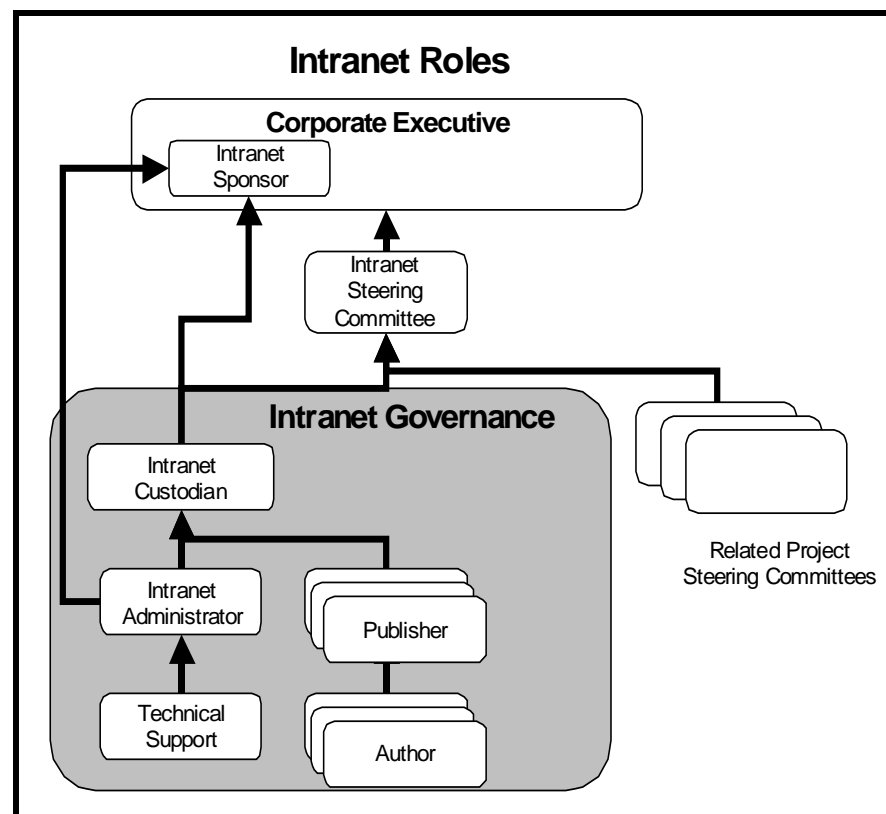 Intranet Roles
Corporate Executive
Intranet
Sponsor
Intranet
Steering
Committee
Intranet Governance
Intranet
Custodian
Related Project
Steering Committees
Intranet
Administrator
Publisher
Technical
Support
Author